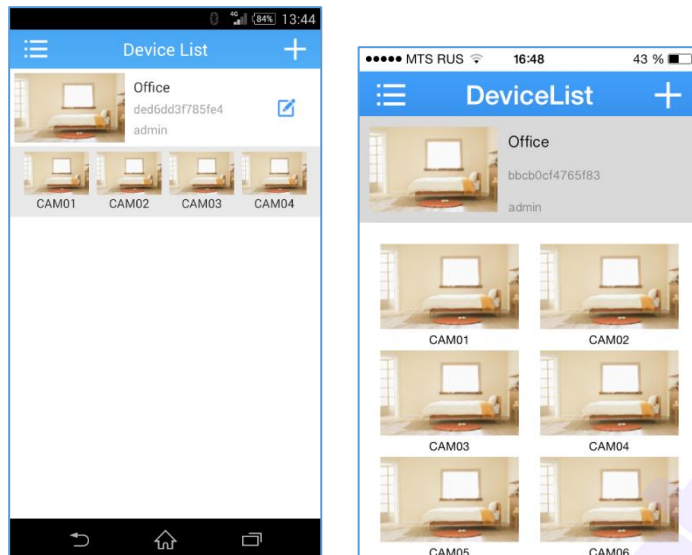 4G 84% 13:44
Device List
Office
ded6dd3f785fe4
admin
CAM01 CAM02 CAM03 CAM04
MTS RUS 16:48 43 %
DeviceList
Office
bbcb0cf4765f83
admin
CAM01 CAM02
CAM03 CAM04
CAM05 CAM06